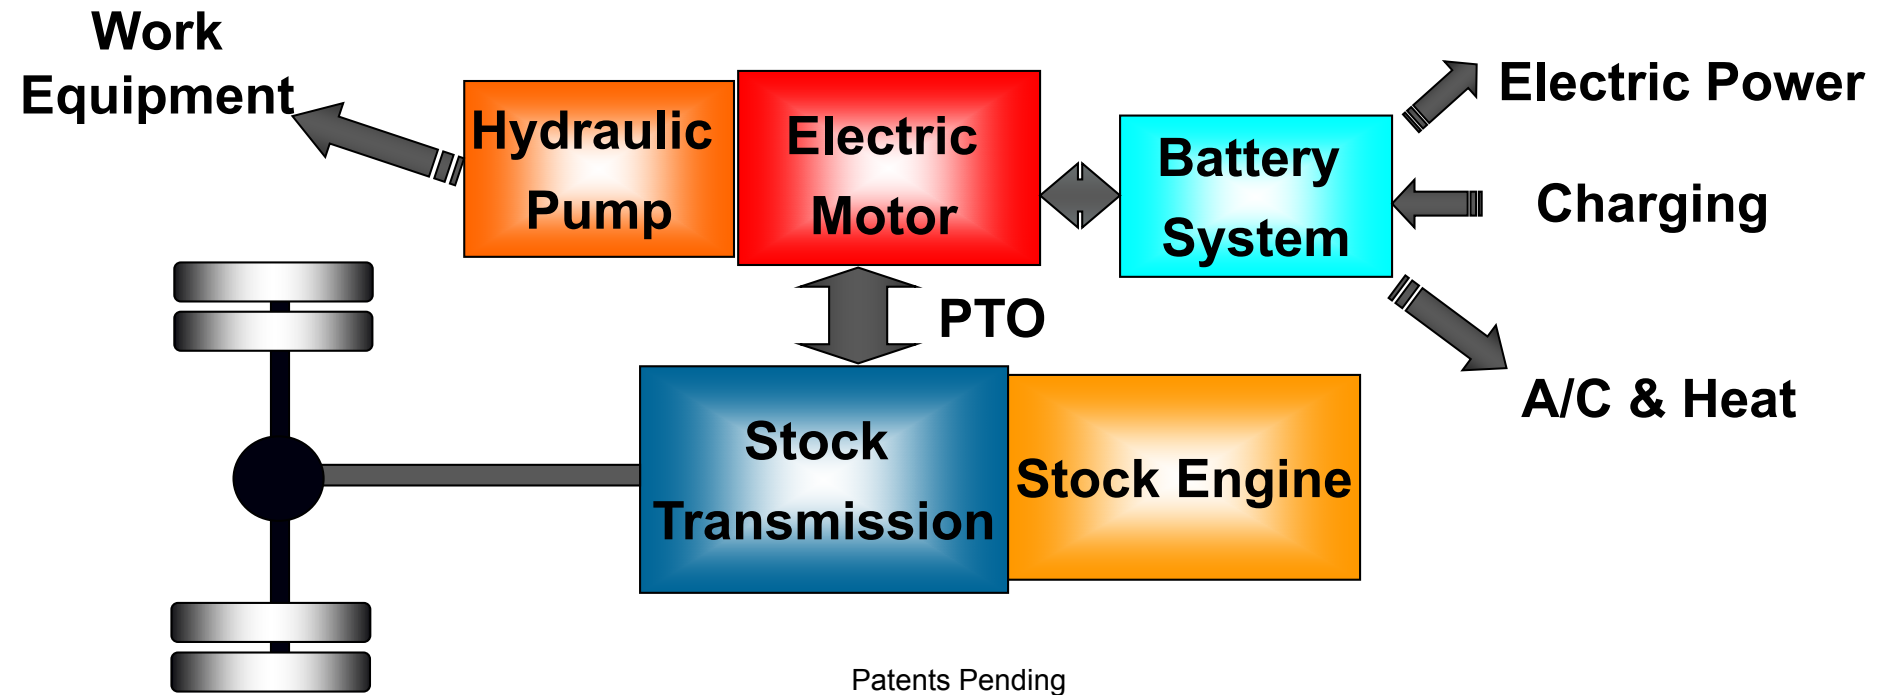 Work
Equipment
Hydraulic
Pump
Electric
Motor
Battery
System
Electric Power
Charging
A/C & Heat
PTO
Stock
Transmission
Stock Engine
Patents Pending